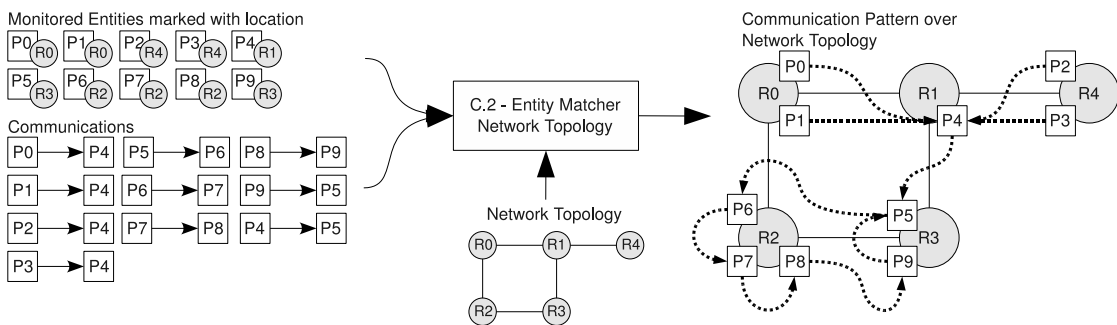 Monitored Entities marked with location
P0 R0 P1 R0 P2 R4 P3 R4 P4 R1
P5 R3 P6 R2 P7 R2 P8 R2 P9 R3
Communications
P0 P4 P5 P6 P8 P9
P1 P4 P6 P7 P9 P5
P2 P4 P7 P8 P4 P5
P3 P4
C.2 - Entity Matcher
Network Topology
Network Topology
R0 R1 R4
R2 R3
Communication Pattern over
Network Topology
P0 P2
R0 R1 R4
P1 P4 P3
P6 P5
R2 R3
P7 P8 P9